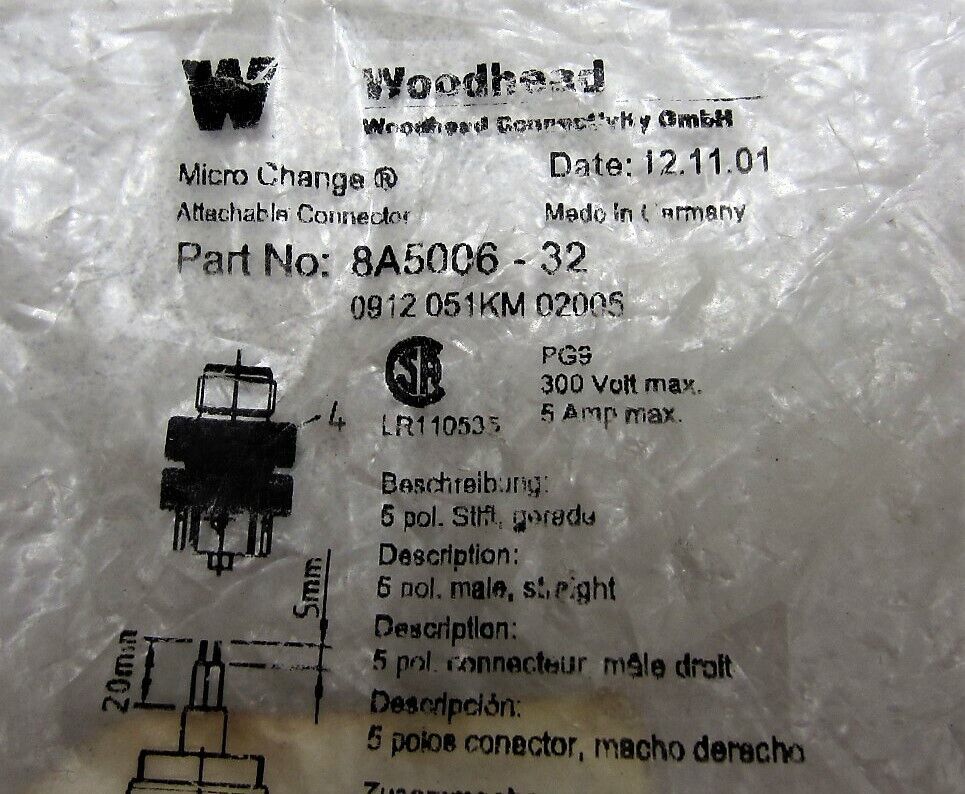 W Woodhead
Woodhead Connectivity GmbH
Micro Change ® Date: 12.11.01
Attachable Connector Made in Germany
Part No: 8A5006 - 32
0912 051KM 02005
PG9
300 Volt max.
LR110535 5 Amp max.
4
Beschreibung:
5 pol. Stift, gerade
Description:
5 pol. male, straight
5mm
Description:
5 pol. connecteur mâle droit
20mm
Descripción:
5 polos conector, macho derecho